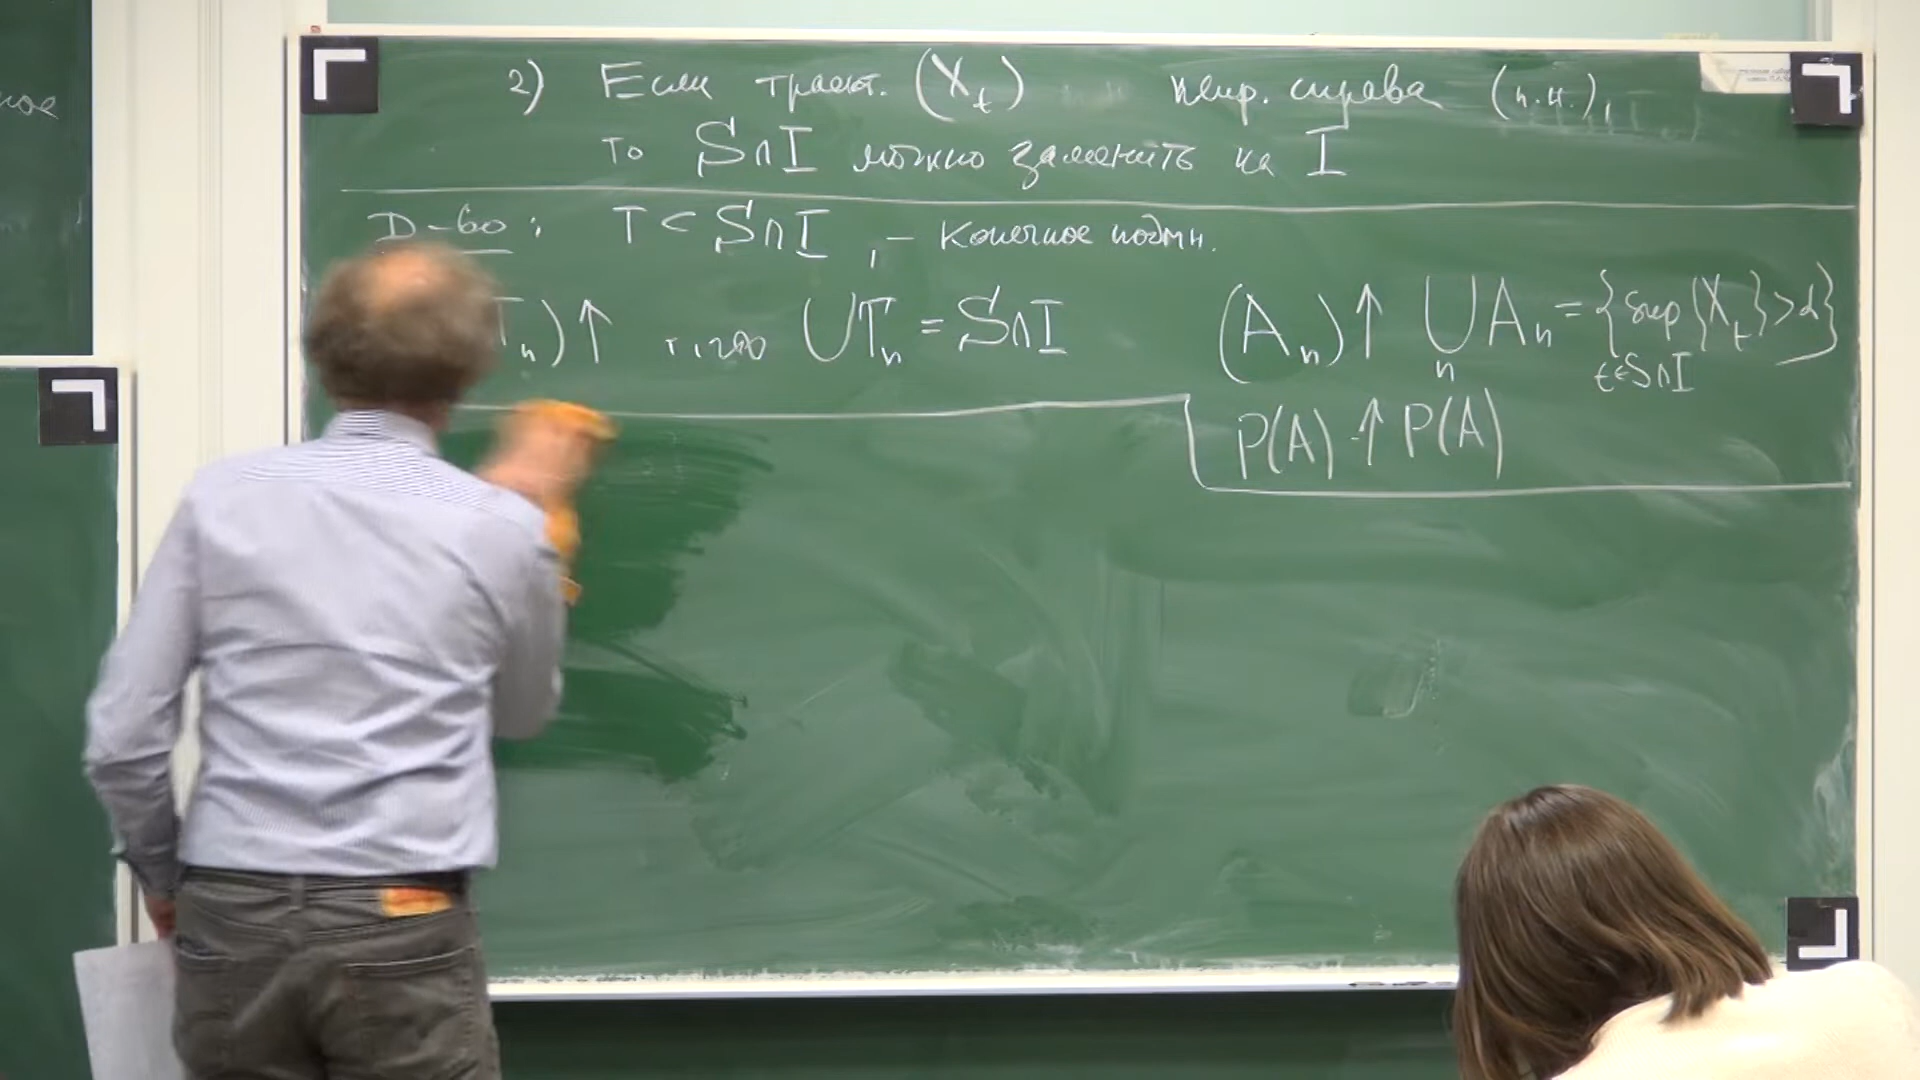 2) Если траект. (X_t) непр. справа (п.н.),
то S∩I можно заменить на I
Д-во: T ⊂ S∩I, – конечное подмн.
T_n)↑ т.что ∪T_n = S∩I
(A_n)↑ ∪_n A_n = {sup_{t∈S∩I} |X_t| > α}
P(A) ↑ P(A)